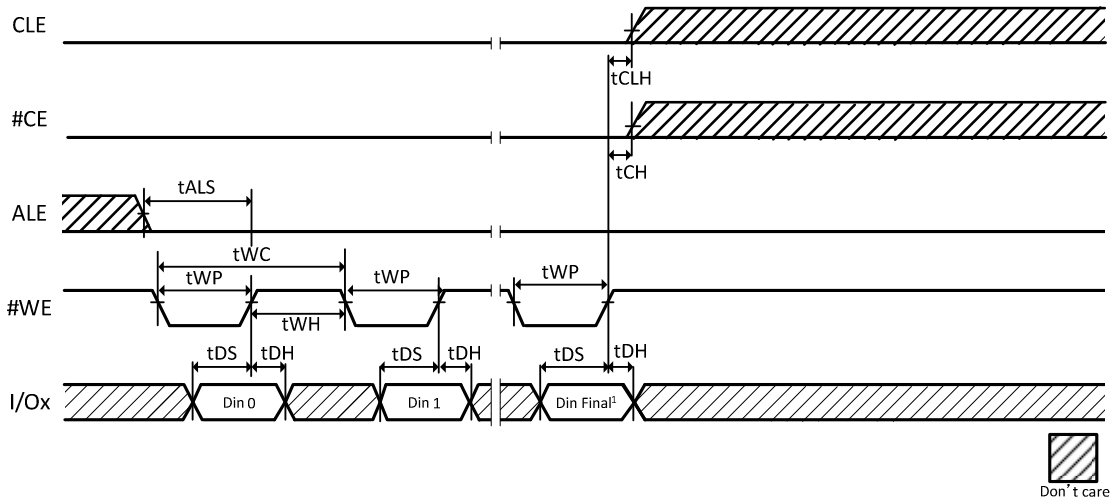 CLE
tCLH
#CE
tCH
tALS
ALE
tWC
tWP tWP tWP
#WE
tWH
tDS tDH tDS tDH tDS tDH
I/Ox Din 0 Din 1 Din Final¹
Don't care